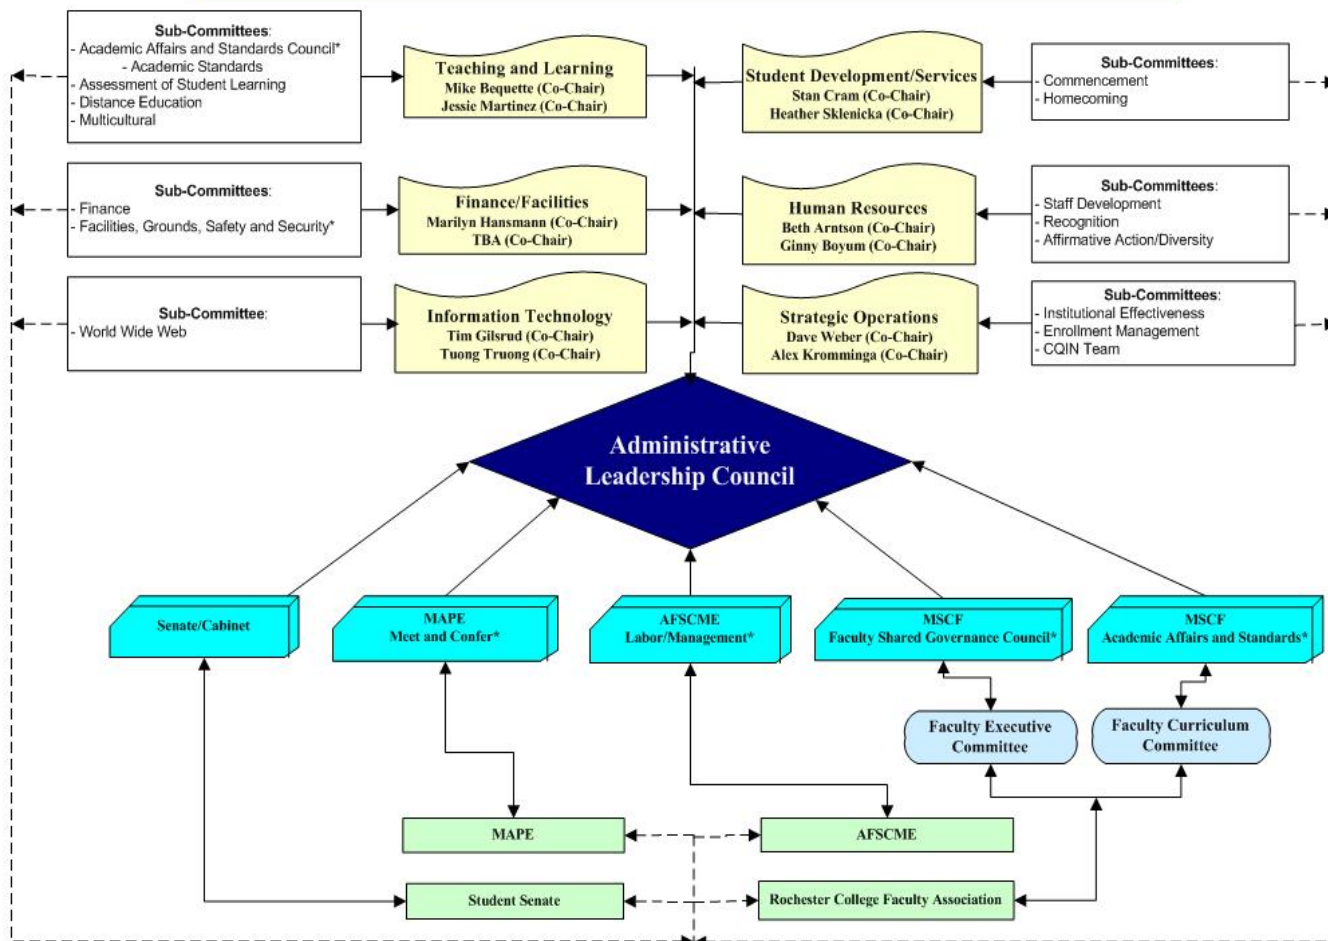 Sub-Committees:
- Academic Affairs and Standards Council*
- Academic Standards
- Assessment of Student Learning
- Distance Education
- Multicultural
Teaching and Learning
Mike Bequette (Co-Chair)
Jessie Martinez (Co-Chair)
Student Development/Services
Stan Cram (Co-Chair)
Heather Sklenicka (Co-Chair)
Sub-Committees:
- Commencement
- Homecoming
Sub-Committees:
- Finance
- Facilities, Grounds, Safety and Security*
Finance/Facilities
Marilyn Hansmann (Co-Chair)
TBA (Co-Chair)
Human Resources
Beth Arntson (Co-Chair)
Ginny Boyum (Co-Chair)
Sub-Committees:
- Staff Development
- Recognition
- Affirmative Action/Diversity
Sub-Committee:
- World Wide Web
Information Technology
Tim Gilsrud (Co-Chair)
Tuong Truong (Co-Chair)
Strategic Operations
Dave Weber (Co-Chair)
Alex Kromminga (Co-Chair)
Sub-Committees:
- Institutional Effectiveness
- Enrollment Management
- CQIN Team
Administrative
Leadership Council
Senate/Cabinet
MAPE
Meet and Confer*
AFSCME
Labor/Management*
MSCF
Faculty Shared Governance Council*
MSCF
Academic Affairs and Standards*
Faculty Executive
Committee
Faculty Curriculum
Committee
MAPE
AFSCME
Student Senate
Rochester College Faculty Association